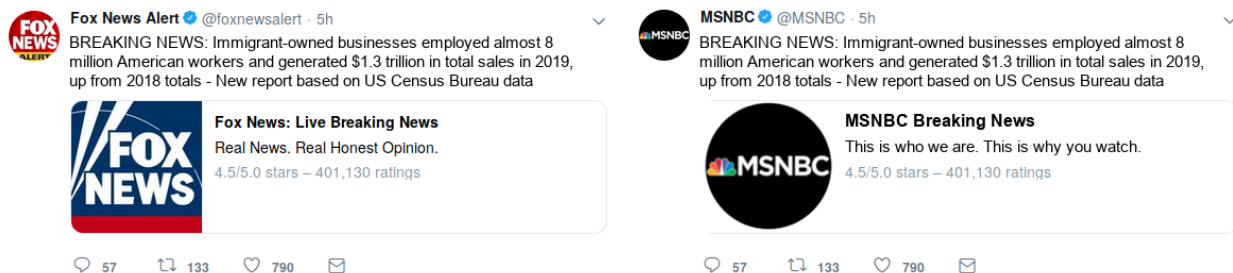 Fox News Alert @foxnewsalert · 5h
BREAKING NEWS: Immigrant-owned businesses employed almost 8
million American workers and generated $1.3 trillion in total sales in 2019,
up from 2018 totals - New report based on US Census Bureau data
FOX
NEWS
ALERT
FOX
NEWS
Fox News: Live Breaking News
Real News. Real Honest Opinion.
4.5/5.0 stars – 401,130 ratings
57 133 790
MSNBC @MSNBC · 5h
BREAKING NEWS: Immigrant-owned businesses employed almost 8
million American workers and generated $1.3 trillion in total sales in 2019,
up from 2018 totals - New report based on US Census Bureau data
MSNBC
MSNBC
MSNBC Breaking News
This is who we are. This is why you watch.
4.5/5.0 stars – 401,130 ratings
57 133 790